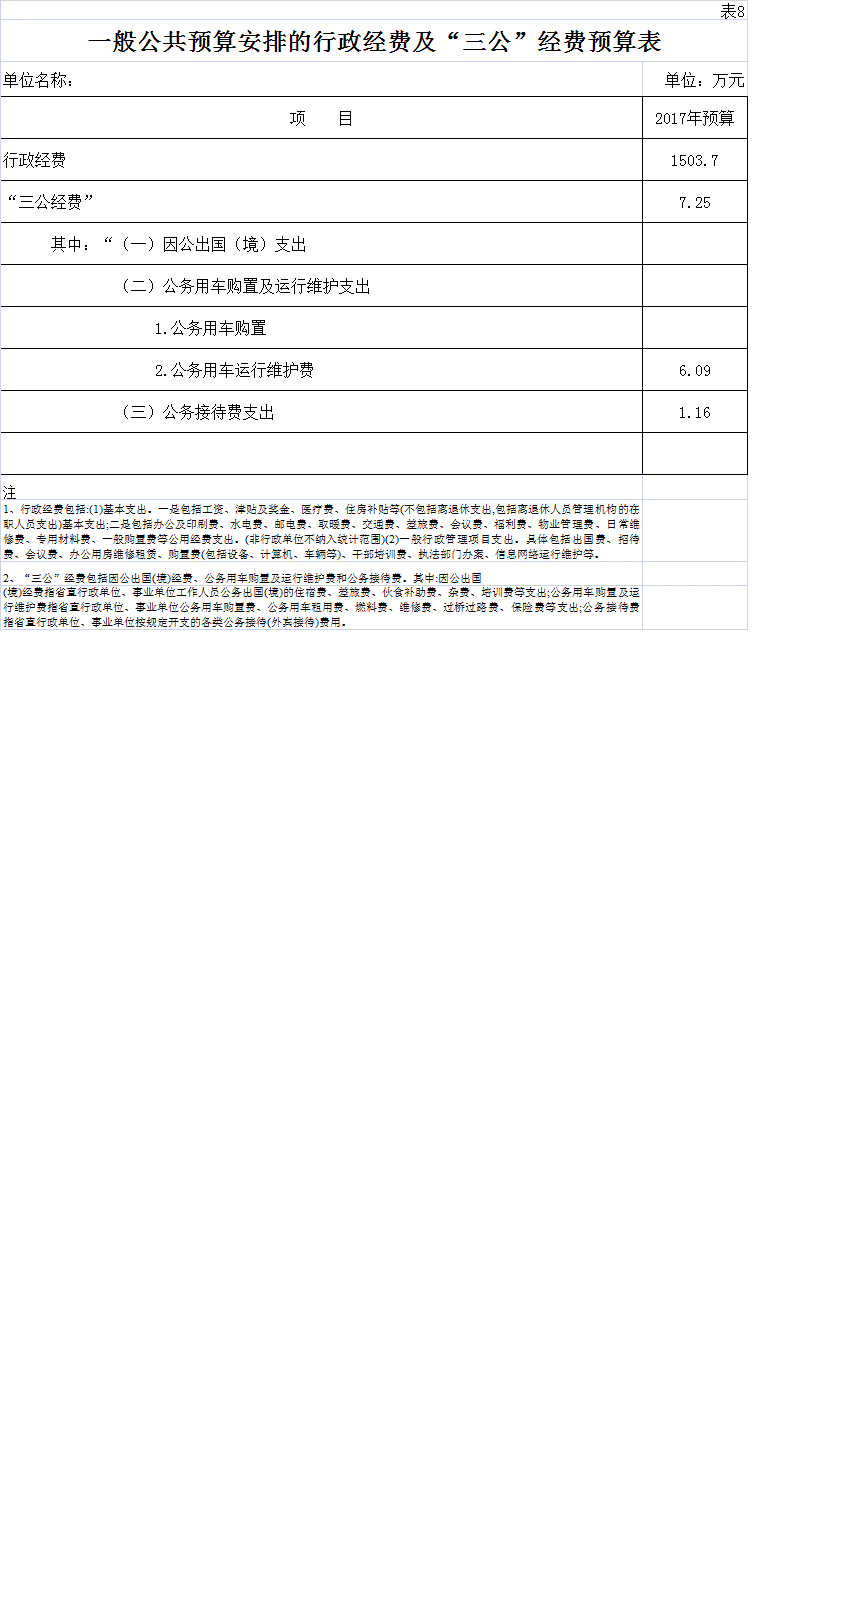 表8
一般公共预算安排的行政经费及“三公”经费预算表
单位名称：
单位：万元
项　　目
2017年预算
行政经费
1503.7
“三公经费”
7.25
其中：“（一）因公出国（境）支出
（二）公务用车购置及运行维护支出
1.公务用车购置
2.公务用车运行维护费
6.09
（三）公务接待费支出
1.16
注
1、行政经费包括:(1)基本支出。一是包括工资、津贴及奖金、医疗费、住房补贴等(不包括离退休支出,包括离退休人员管理机构的在
职人员支出)基本支出;二是包括办公及印刷费、水电费、邮电费、取暖费、交通费、差旅费、会议费、福利费、物业管理费、日常维
修费、专用材料费、一般购置费等公用经费支出。(非行政单位不纳入统计范围)(2)一般行政管理项目支出。具体包括出国费、招待
费、会议费、办公用房维修租赁、购置费(包括设备、计算机、车辆等)、干部培训费、执法部门办案、信息网络运行维护等。
2、“三公”经费包括因公出国(境)经费、公务用车购置及运行维护费和公务接待费。其中:因公出国
(境)经费指省直行政单位、事业单位工作人员公务出国(境)的住宿费、差旅费、伙食补助费、杂费、培训费等支出;公务用车购置及运
行维护费指省直行政单位、事业单位公务用车购置费、公务用车租用费、燃料费、维修费、过桥过路费、保险费等支出;公务接待费
指省直行政单位、事业单位按规定开支的各类公务接待(外宾接待)费用。